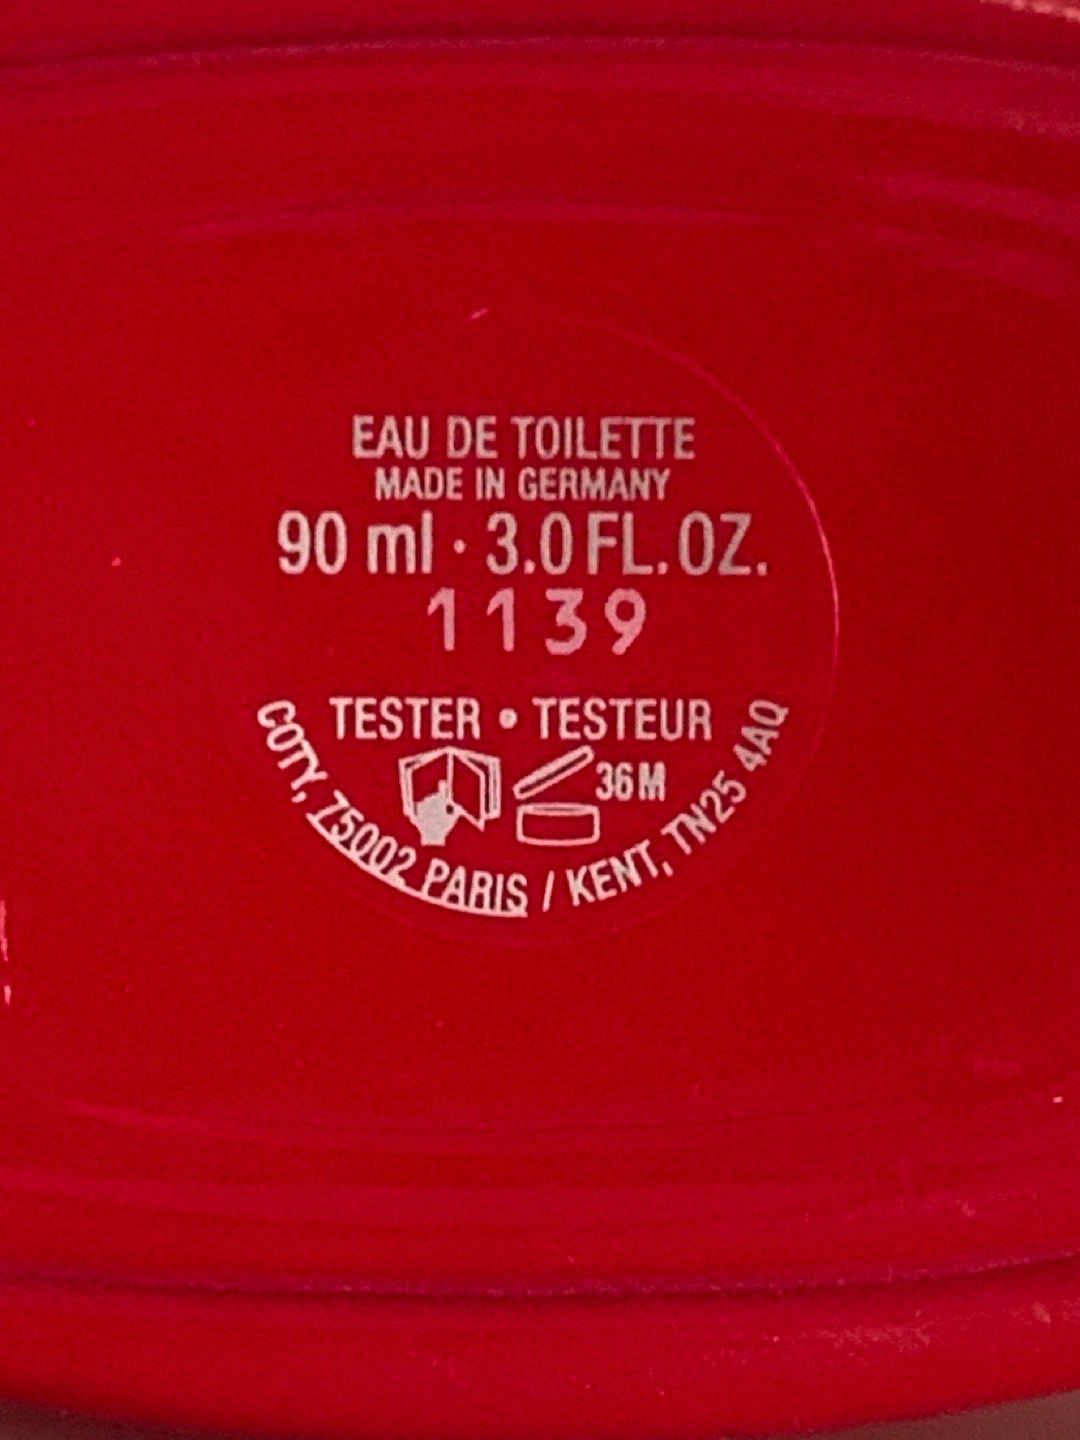 EAU DE TOILETTE
MADE IN GERMANY
90 ml · 3.0 FL. OZ.
1139
TESTER • TESTEUR
36M
COTY, 75002 PARIS / KENT, TN25 4AQ